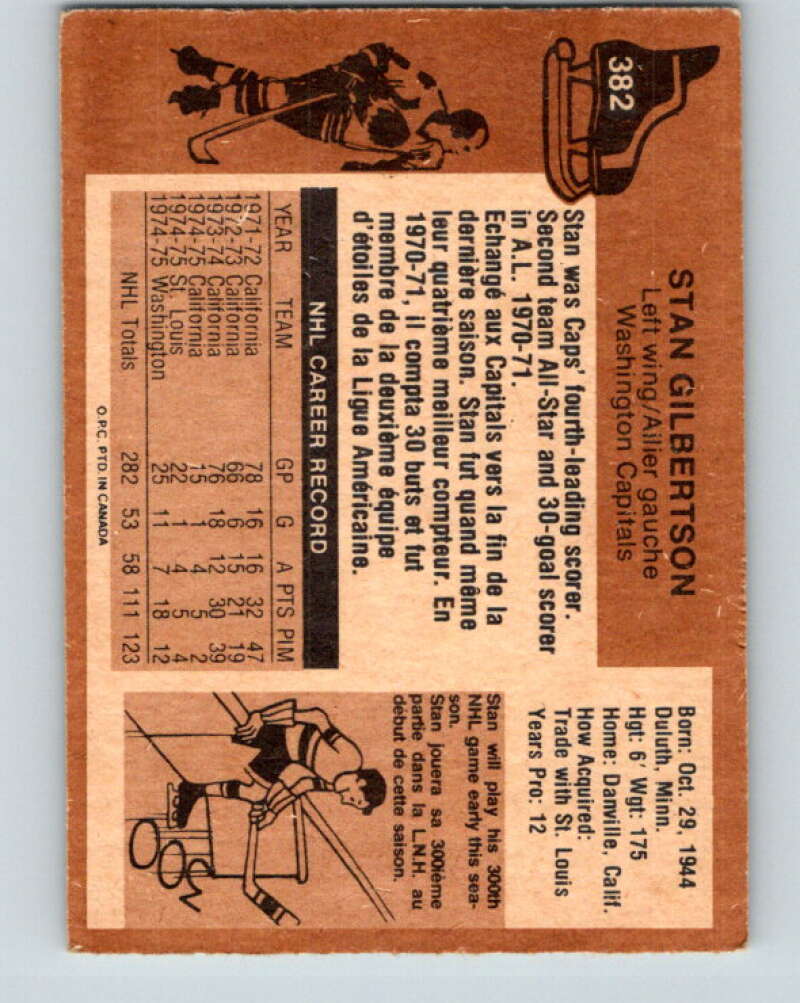 382
STAN GILBERTSON
Left wing/Ailier gauche
Washington Capitals
Born: Oct. 29, 1944
Duluth, Minn.
Hgt: 6' Wgt: 175
Home: Danville, Calif.
How Acquired:
Trade with St. Louis
Years Pro: 12
Stan was Caps' fourth-leading scorer.
Second team All-Star and 30-goal scorer
in A.L. 1970-71.
Echangé aux Capitals vers la fin de la
dernière saison. Stan fut quand même
leur quatrième meilleur compteur. En
1970-71, il compta 30 buts et fut
membre de la deuxième équipe
d'étoiles de la Ligue Américaine.
NHL CAREER RECORD
YEAR TEAM GP G A PTS PIM
1971-72 California 78 16 16 32 47
1972-73 California 66 6 15 21 19
1973-74 California 76 18 12 30 39
1974-75 California 15 1 4 5 2
1974-75 St. Louis 22 1 4 5 4
1974-75 Washington 25 11 7 18 12
NHL Totals 282 53 58 111 123
Stan will play his 300th
NHL game early this sea-
son.
Stan jouera sa 300ième
partie dans la L.N.H. au
debut de cette saison.
300
O.P.C. PTD. IN CANADA